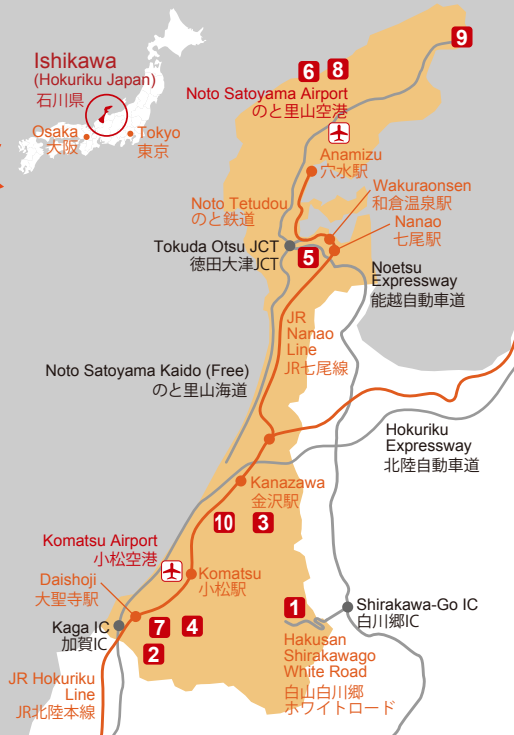 Ishikawa
(Hokuriku Japan)
石川県
Osaka
大阪
Tokyo
東京
9
6
8
Noto Satoyama Airport
のと里山空港
Anamizu
穴水駅
Wakuraonsen
和倉温泉駅
Noto Tetudou
のと鉄道
Nanao
七尾駅
Tokuda Otsu JCT
徳田大津JCT
5
Noetsu
Expressway
能越自動車道
JR
Nanao
Line
JR七尾線
Noto Satoyama Kaido (Free)
のと里山海道
Hokuriku
Expressway
北陸自動車道
Kanazawa
金沢駅
10
3
Komatsu Airport
小松空港
Komatsu
小松駅
Daishoji
大聖寺駅
1
Shirakawa-Go IC
白川郷IC
Kaga IC
加賀IC
7
4
2
Hakusan
Shirakawago
White Road
白山白川郷
ホワイトロード
JR Hokuriku
Line
JR北陸本線